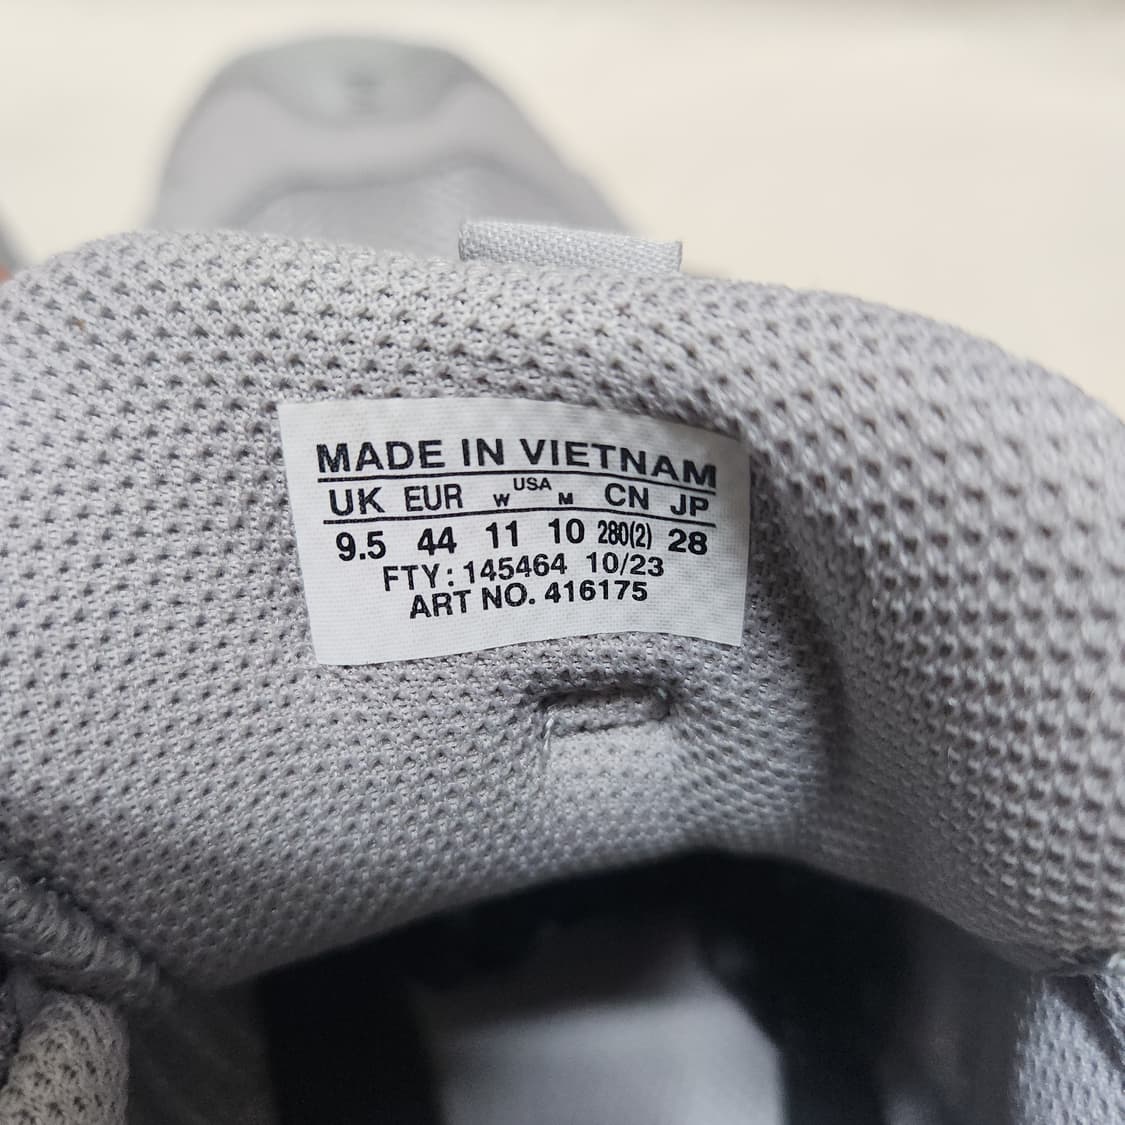 MADE IN VIETNAM
UK EUR W USA M CN JP
9.5 44 11 10 280(2) 28
FTY: 145464 10/23
ART NO. 416175